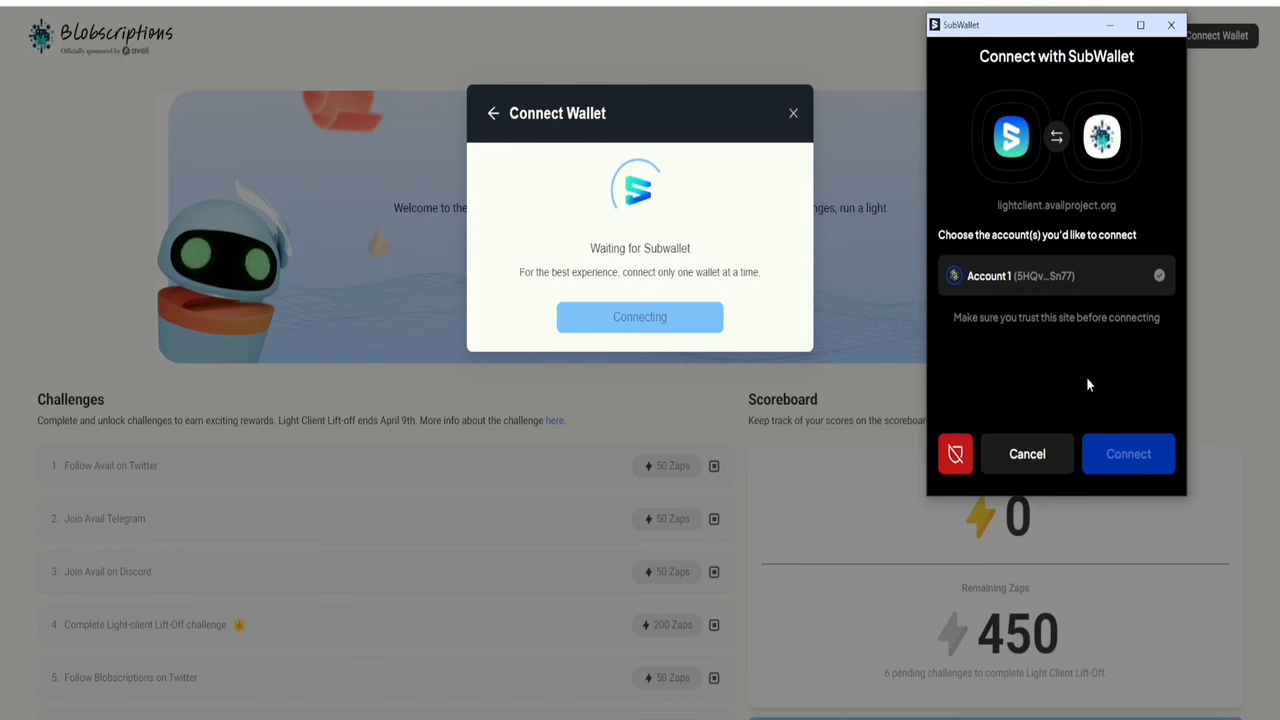 Blobscriptions
Officially sponsored by avail
Connect Wallet
Welcome to the
nges, run a light
Connect Wallet
Waiting for Subwallet
For the best experience, connect only one wallet at a time.
Connecting
SubWallet
Connect with SubWallet
lightclient.availproject.org
Choose the account(s) you'd like to connect
Account 1 (5HQv...Sn77)
Make sure you trust this site before connecting
Cancel
Connect
Challenges
Complete and unlock challenges to earn exciting rewards. Light Client Lift-off ends April 9th. More info about the challenge here.
1. Follow Avail on Twitter
50 Zaps
2. Join Avail Telegram
50 Zaps
3. Join Avail on Discord
50 Zaps
4. Complete Light-client Lift-Off challenge
200 Zaps
5. Follow Blobscriptions on Twitter
50 Zaps
Scoreboard
Keep track of your scores on the scoreboar
0
Remaining Zaps
450
6 pending challenges to complete Light Client Lift-Off.